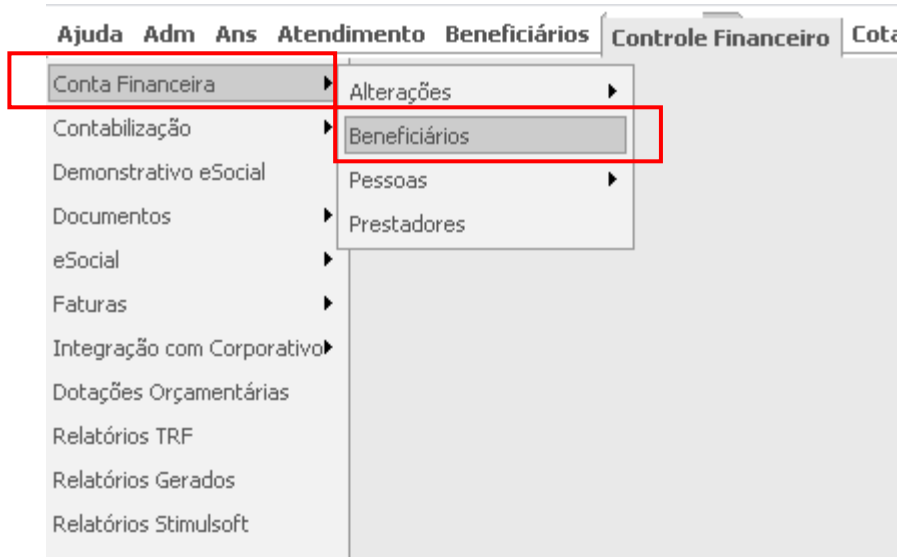 Ajuda Adm Ans Atendimento Beneficiários Controle Financeiro Cota
Conta Financeira
Contabilização
Demonstrativo eSocial
Documentos
eSocial
Faturas
Integração com Corporativo
Dotações Orçamentárias
Relatórios TRF
Relatórios Gerados
Relatórios Stimulsoft
Alterações
Beneficiários
Pessoas
Prestadores